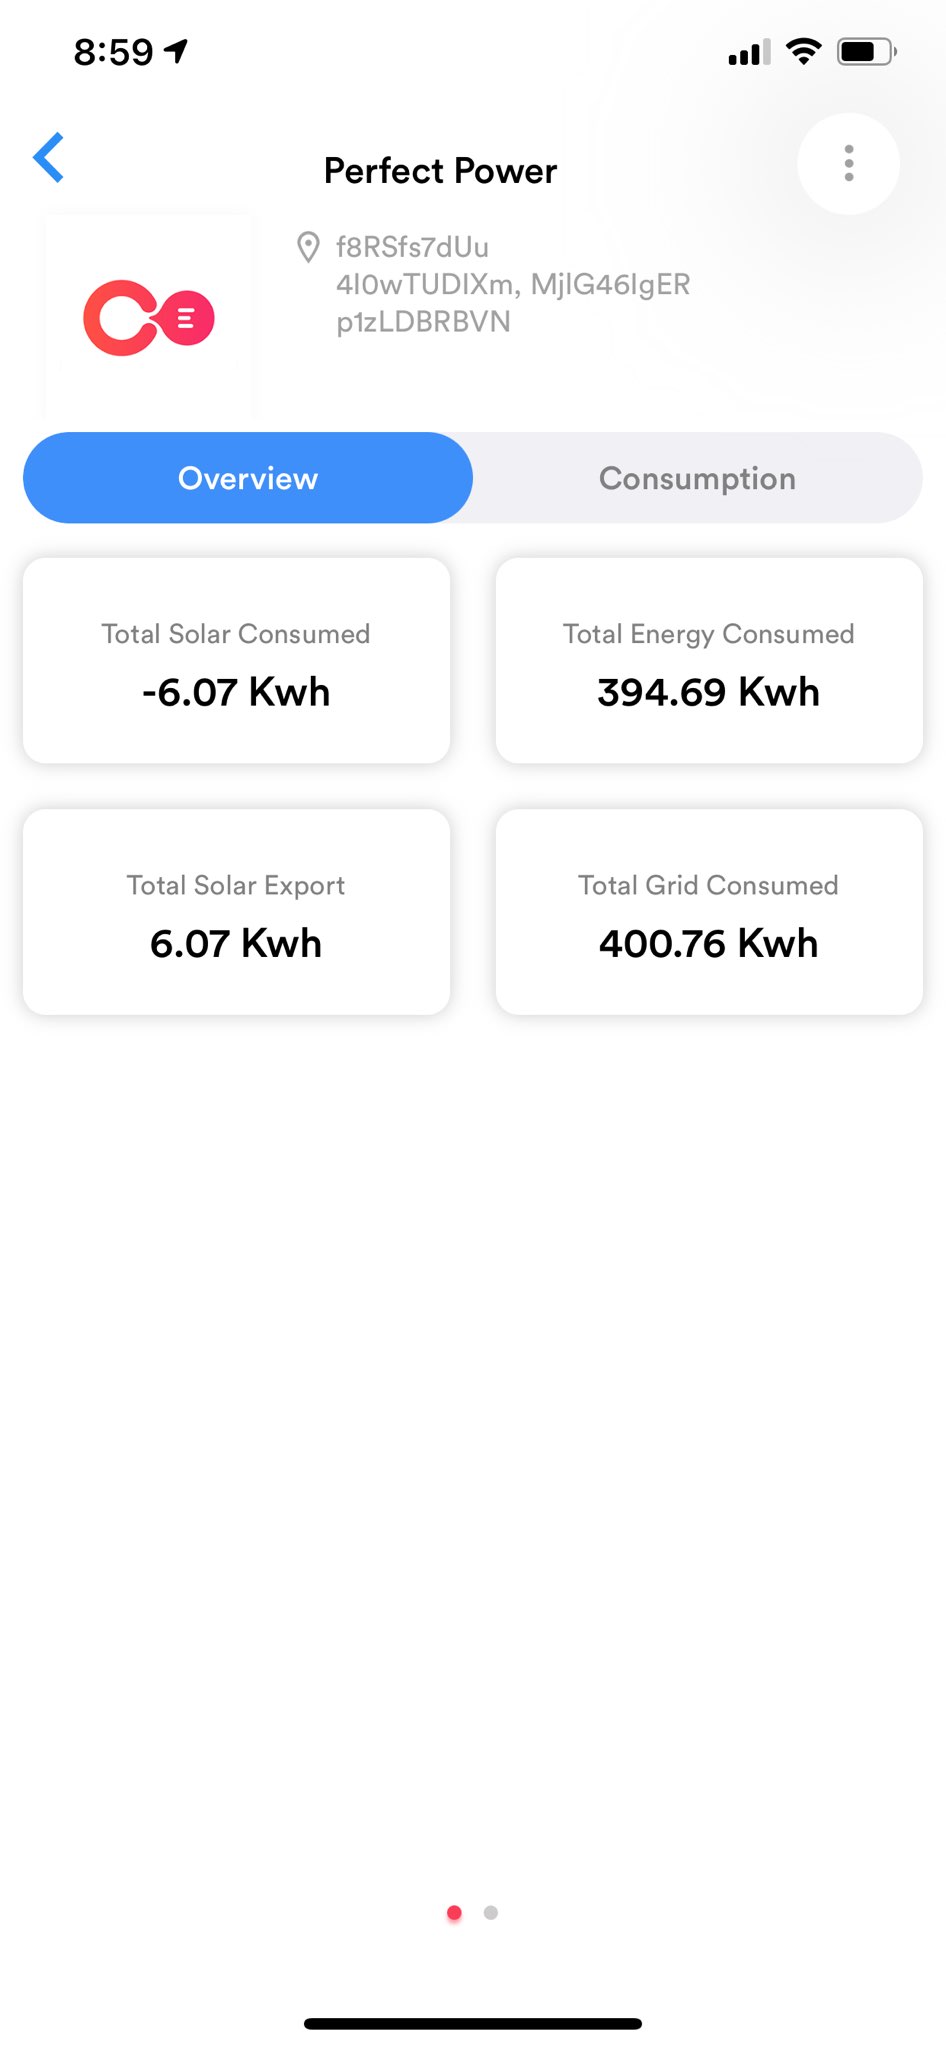 8:59
Perfect Power
f8RSfs7dUu
4l0wTUDIXm, MjlG46lgER
p1zLDBRBVN
E
Overview
Consumption
Total Solar Consumed
-6.07 Kwh
Total Energy Consumed
394.69 Kwh
Total Solar Export
6.07 Kwh
Total Grid Consumed
400.76 Kwh